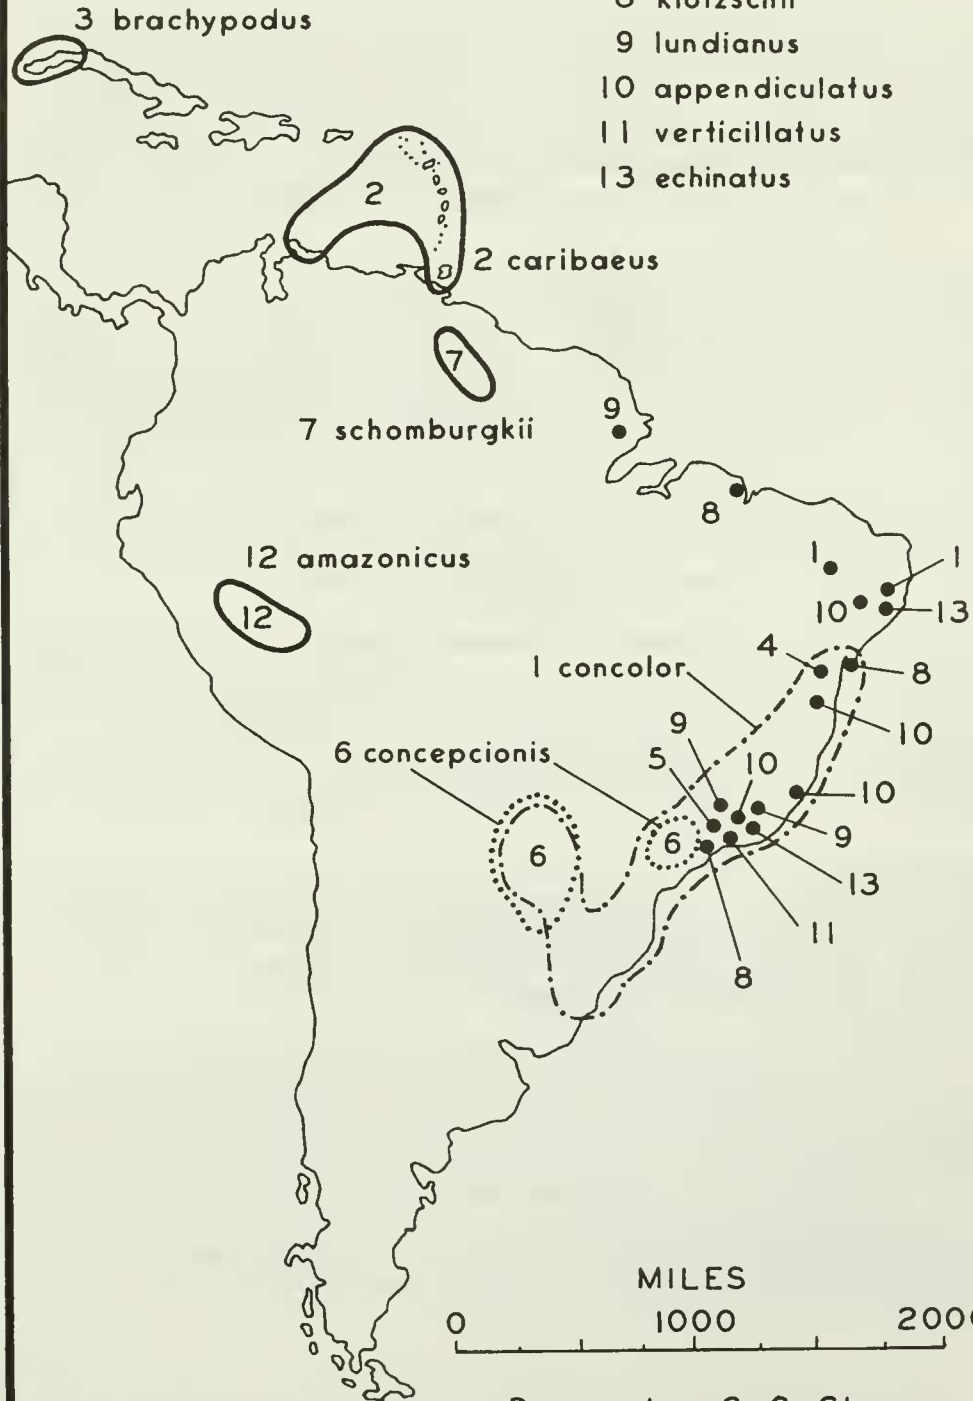 3 brachypodus
8 klotzschii
9 lundianus
10 appendiculatus
11 verticillatus
13 echinatus
2
2 caribaeus
7
7 schomburgkii
9
8
12 amazonicus
12
1
1
10
13
4
8
1 concolor
10
6 concepcionis
9
5
10
10
6
6
9
13
11
8
MILES
0
1000